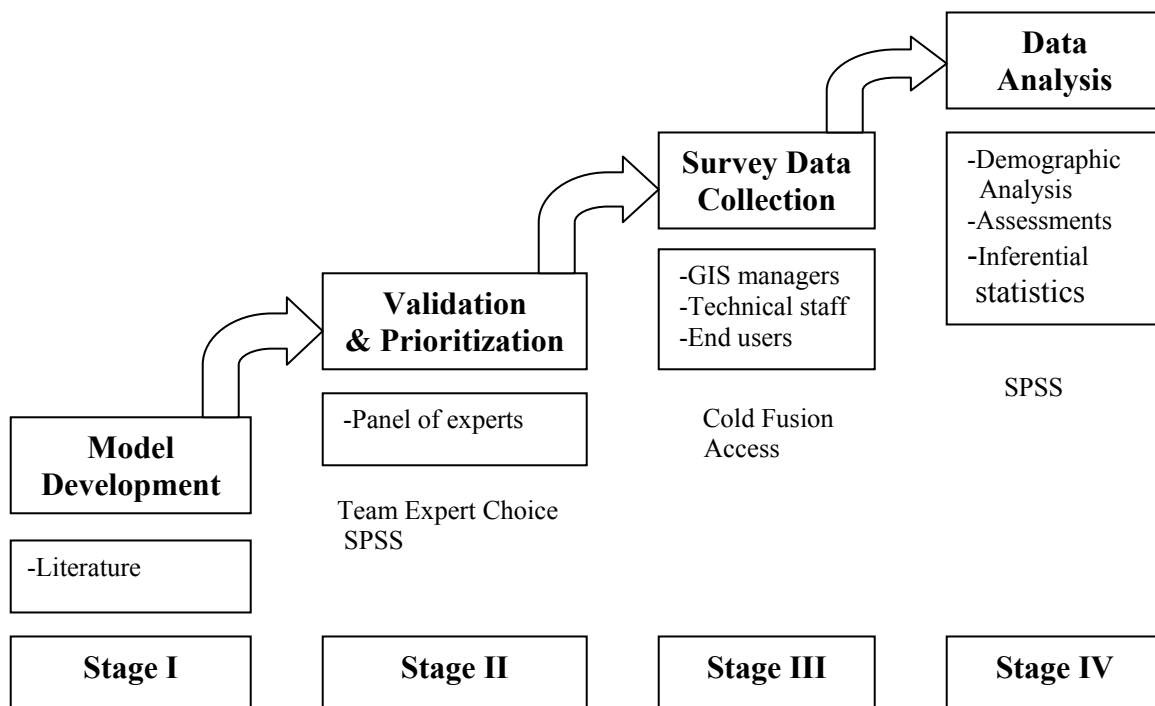 Model
Development
-Literature
Stage I
Validation
& Prioritization
-Panel of experts
Team Expert Choice
SPSS
Stage II
Survey Data
Collection
-GIS managers
-Technical staff
-End users
Cold Fusion
Access
Stage III
Data
Analysis
-Demographic
Analysis
-Assessments
-Inferential
statistics
SPSS
Stage IV